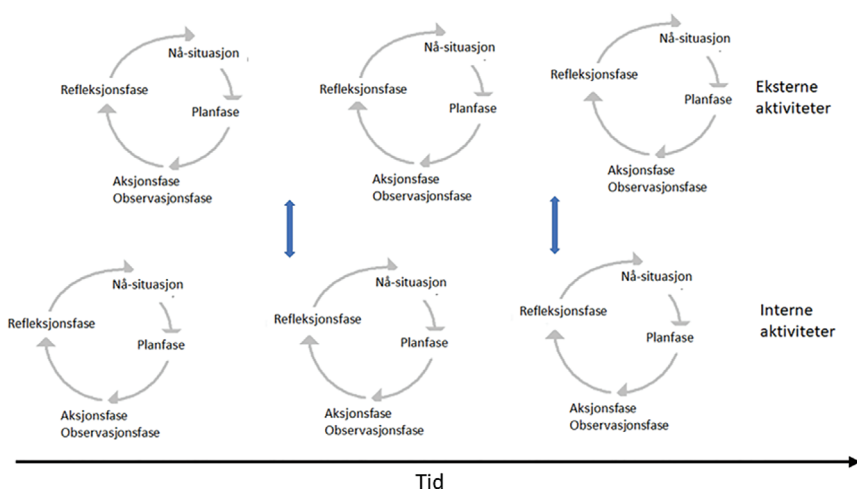 Nå-situasjon
Refleksjonsfase
Planfase
Aksjonsfase
Observasjonsfase
Nå-situasjon
Refleksjonsfase
Planfase
Aksjonsfase
Observasjonsfase
Nå-situasjon
Refleksjonsfase
Planfase
Aksjonsfase
Observasjonsfase
Eksterne
aktiviteter
Nå-situasjon
Refleksjonsfase
Planfase
Aksjonsfase
Observasjonsfase
Nå-situasjon
Refleksjonsfase
Planfase
Aksjonsfase
Observasjonsfase
Nå-situasjon
Refleksjonsfase
Planfase
Aksjonsfase
Observasjonsfase
Interne
aktiviteter
Tid